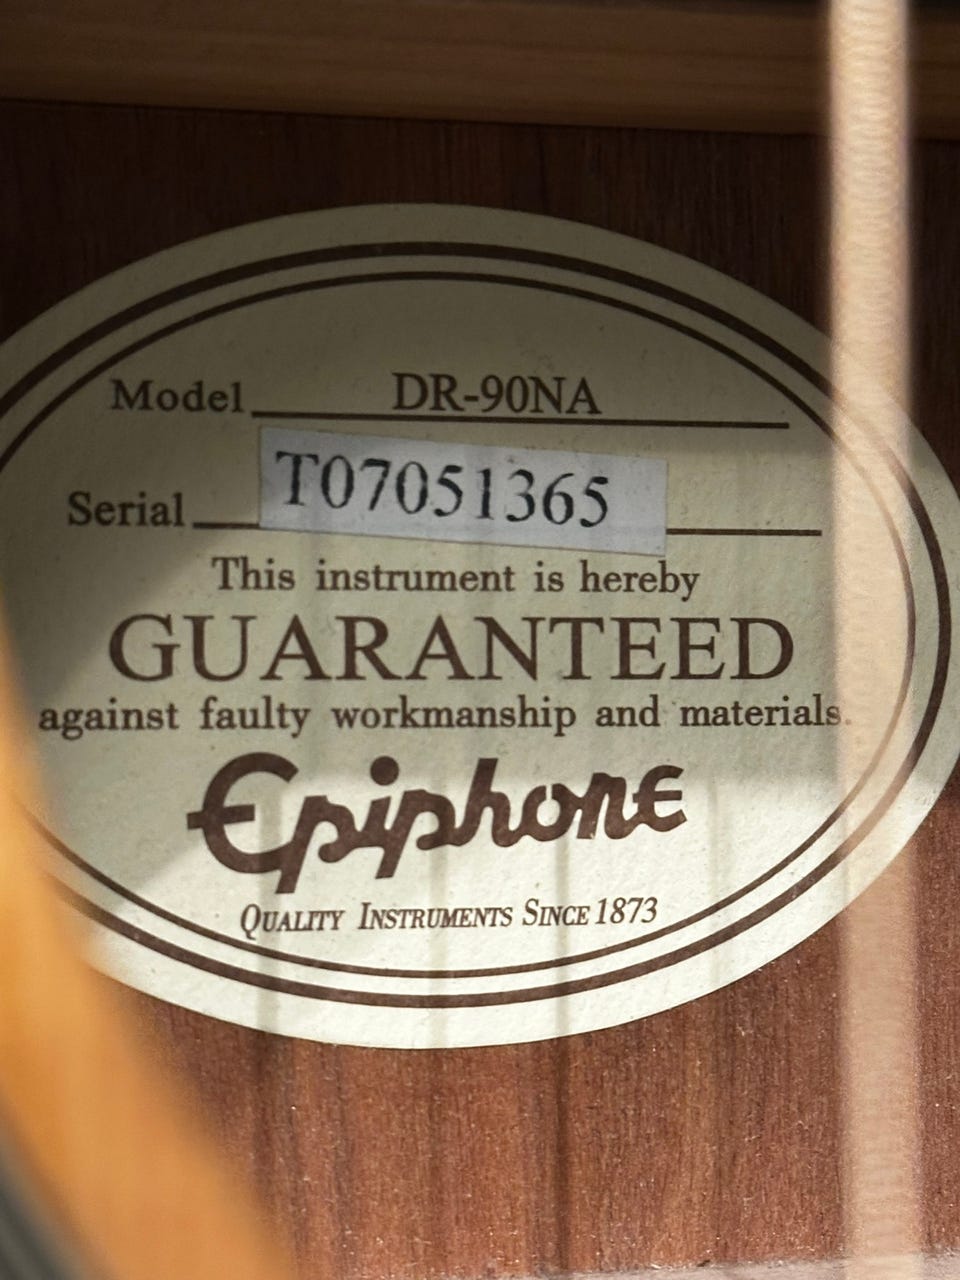 Model DR-90NA
Serial T07051365
This instrument is hereby
GUARANTEED
against faulty workmanship and materials.
Epiphone
QUALITY INSTRUMENTS SINCE 1873